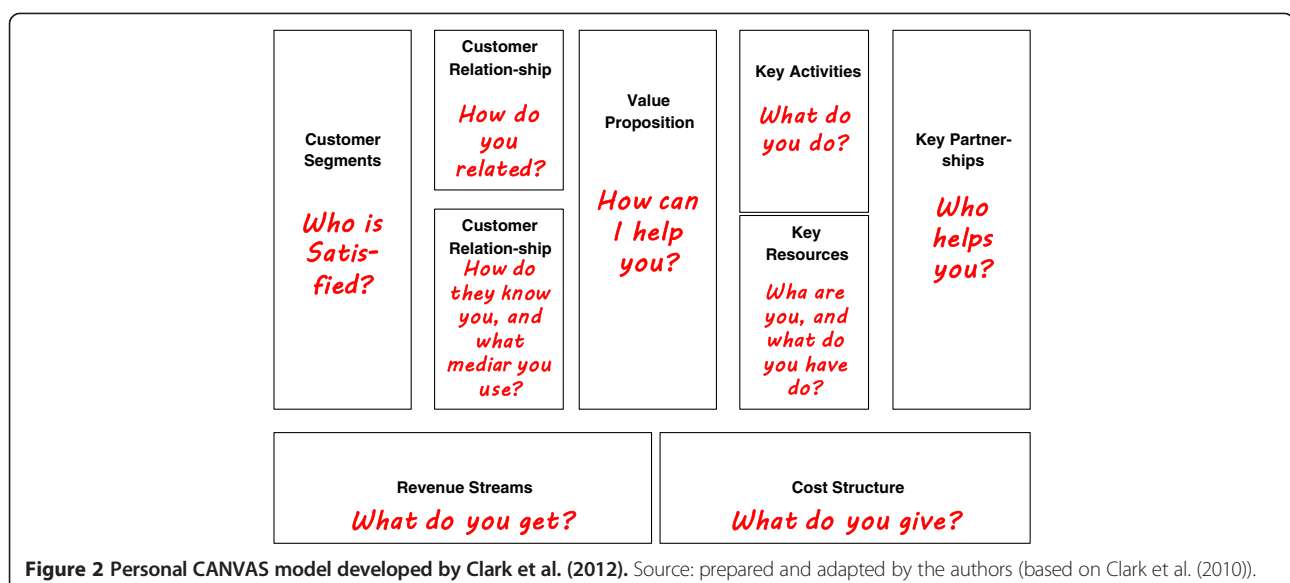 Customer
Segments
Who is
Satis-
fied?
Customer
Relation-ship
How do
you
related?
Customer
Relation-ship
How do
they know
you, and
what
mediar you
use?
Value
Proposition
How can
I help
you?
Key Activities
What do
you do?
Key
Resources
Wha are
you, and
what do
you have
do?
Key Partner-
ships
Who
helps
you?
Revenue Streams
What do you get?
Cost Structure
What do you give?
Figure 2 Personal CANVAS model developed by Clark et al. (2012). Source: prepared and adapted by the authors (based on Clark et al. (2010)).